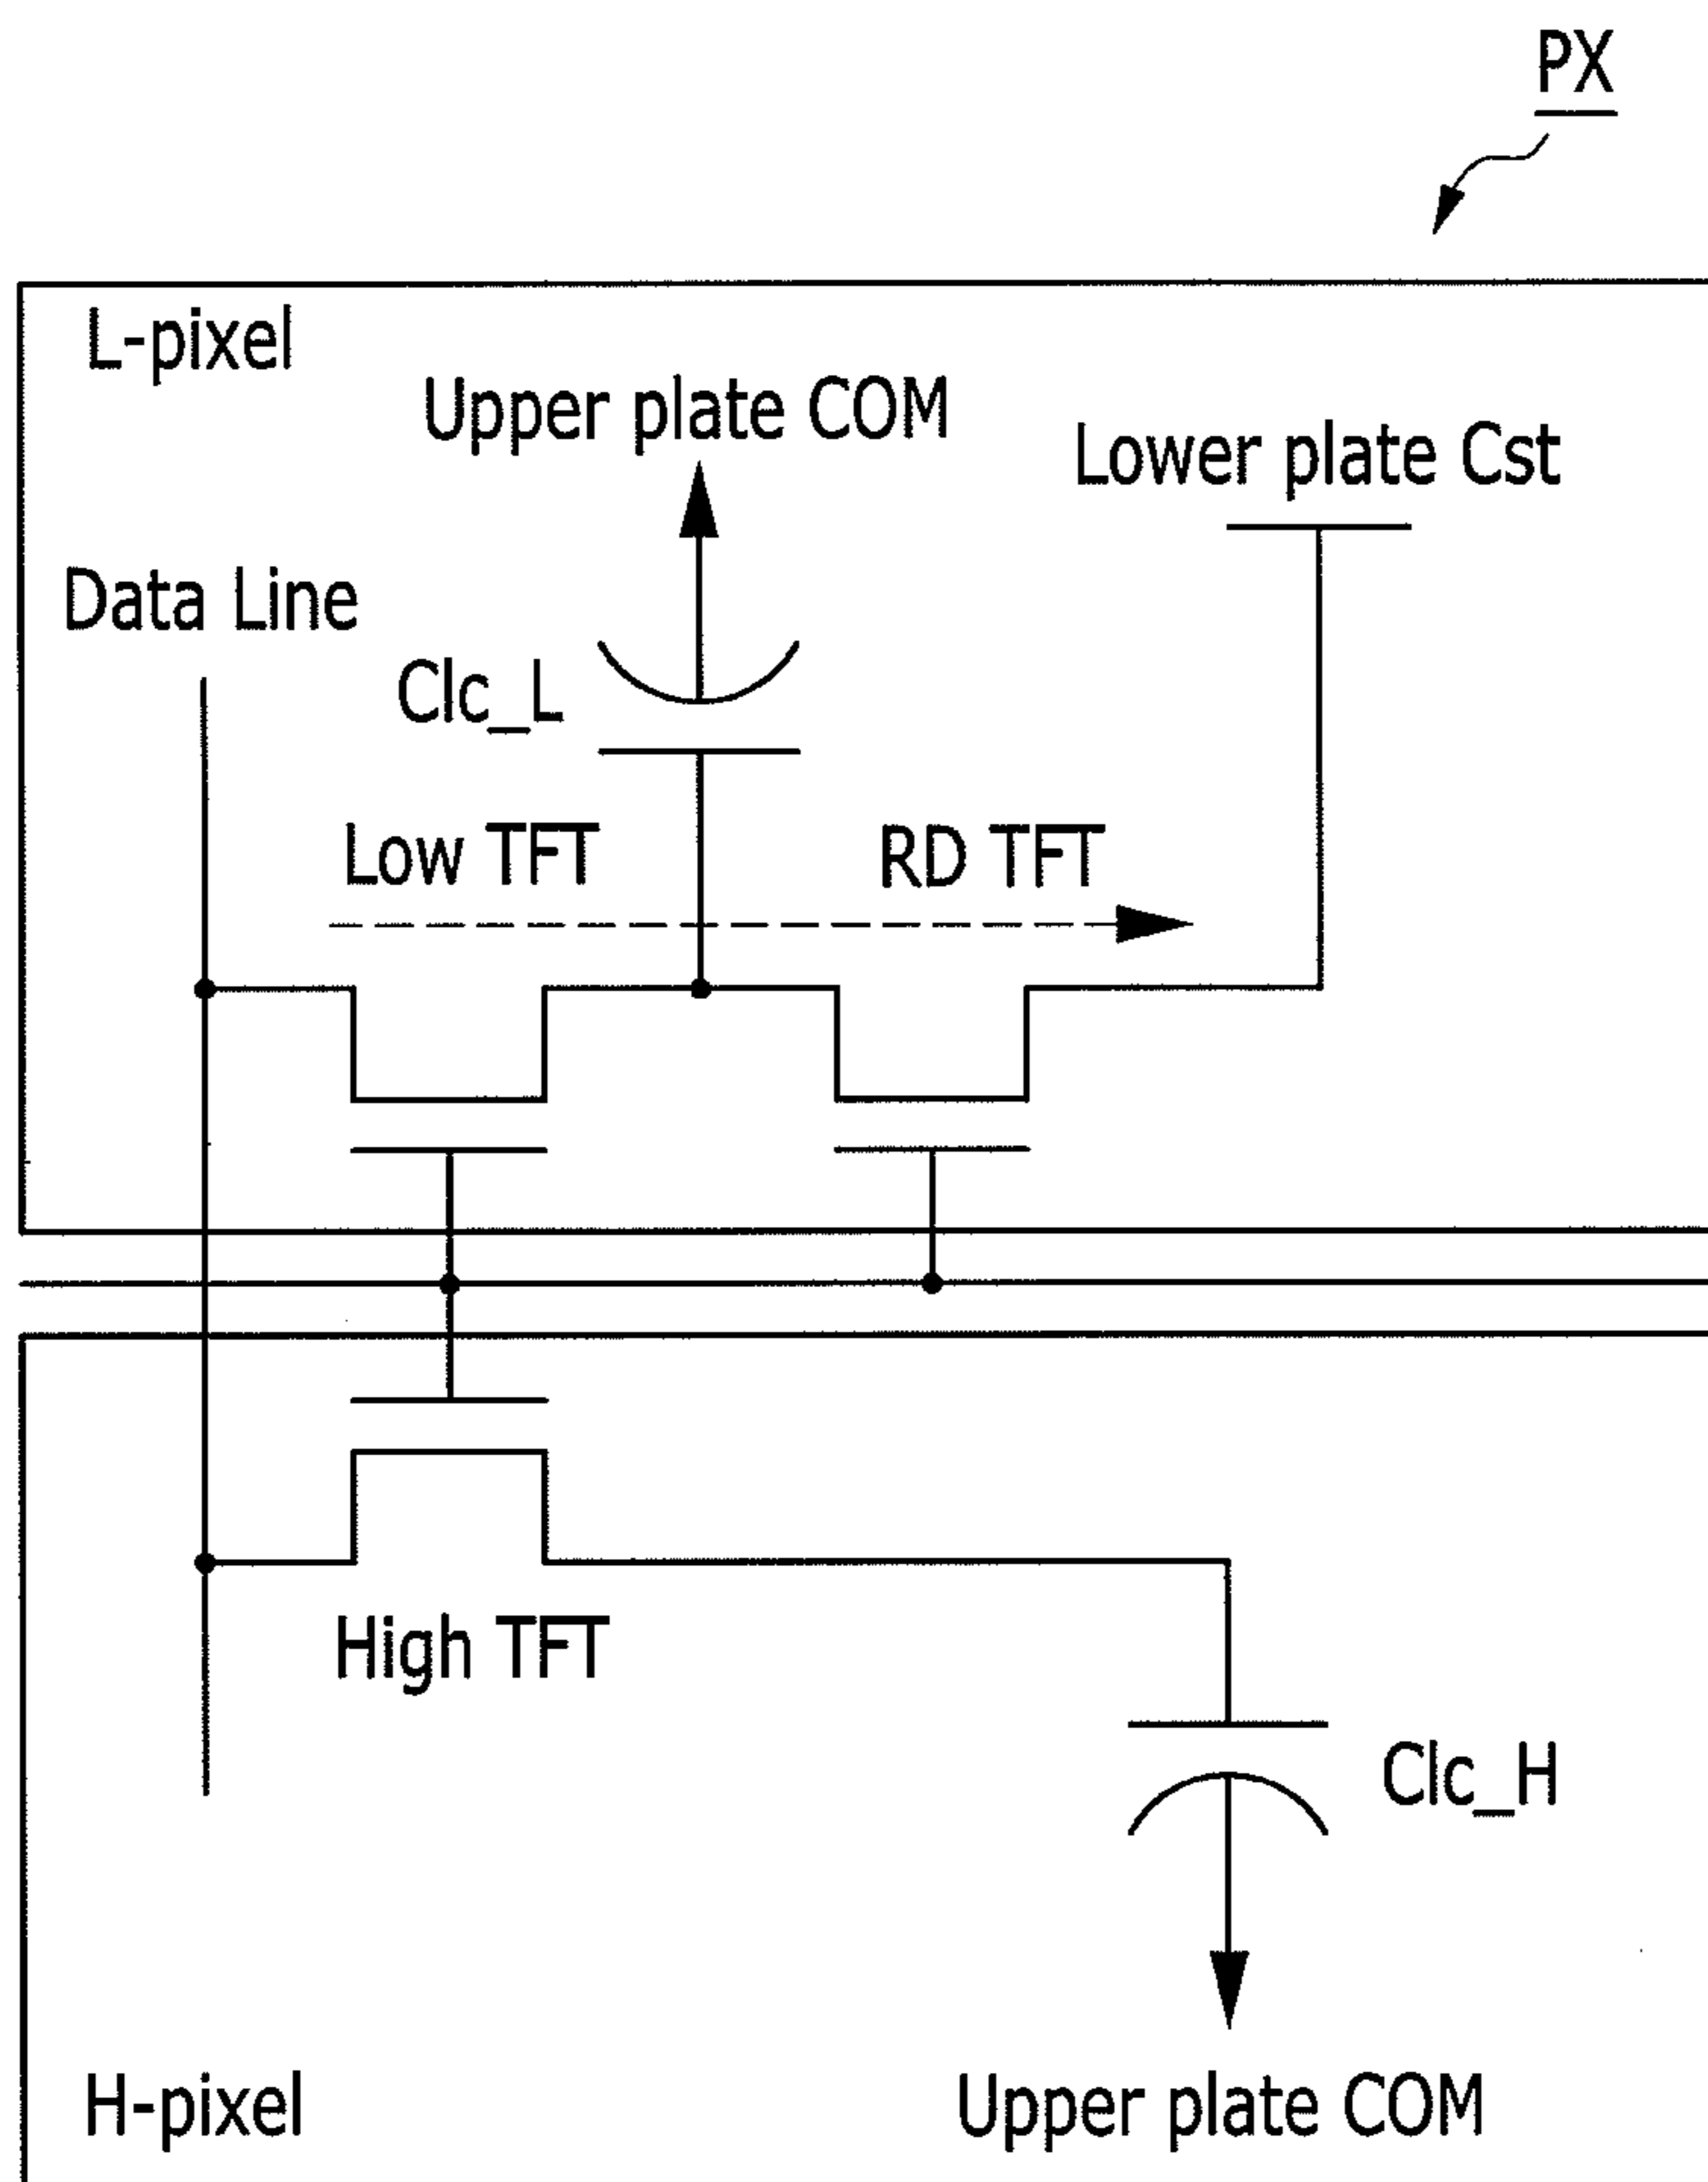 PX
L-pixel
Upper plate COM
Lower plate Cst
Data Line
Clc_L
Low TFT
RD TFT
High TFT
Clc_H
H-pixel
Upper plate COM